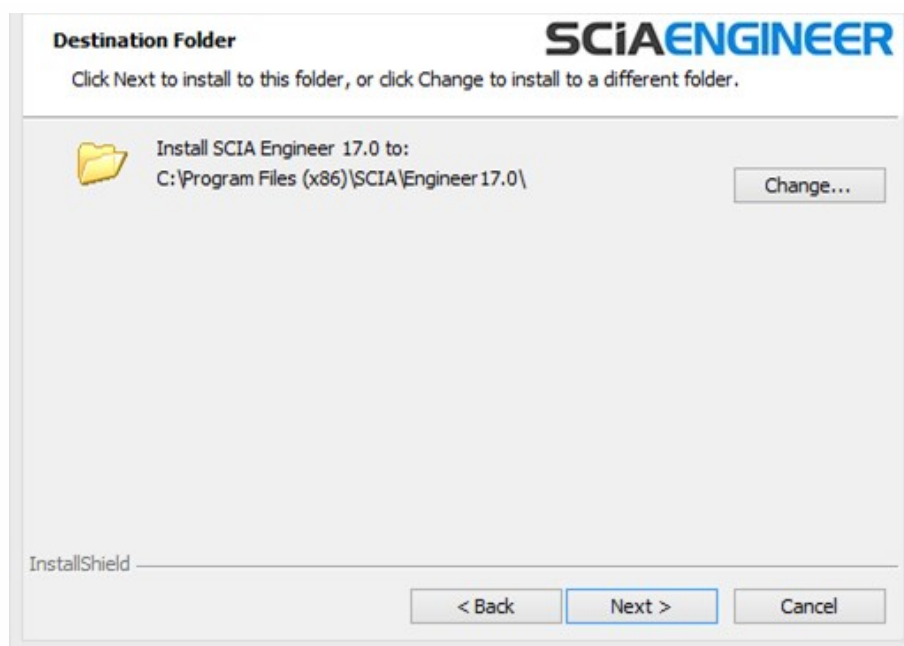 Destination Folder
SCiAENGINEER
Click Next to install to this folder, or click Change to install to a different folder.
Install SCIA Engineer 17.0 to:
C:\Program Files (x86)\SCIA\Engineer17.0\
Change...
InstallShield
< Back
Next >
Cancel